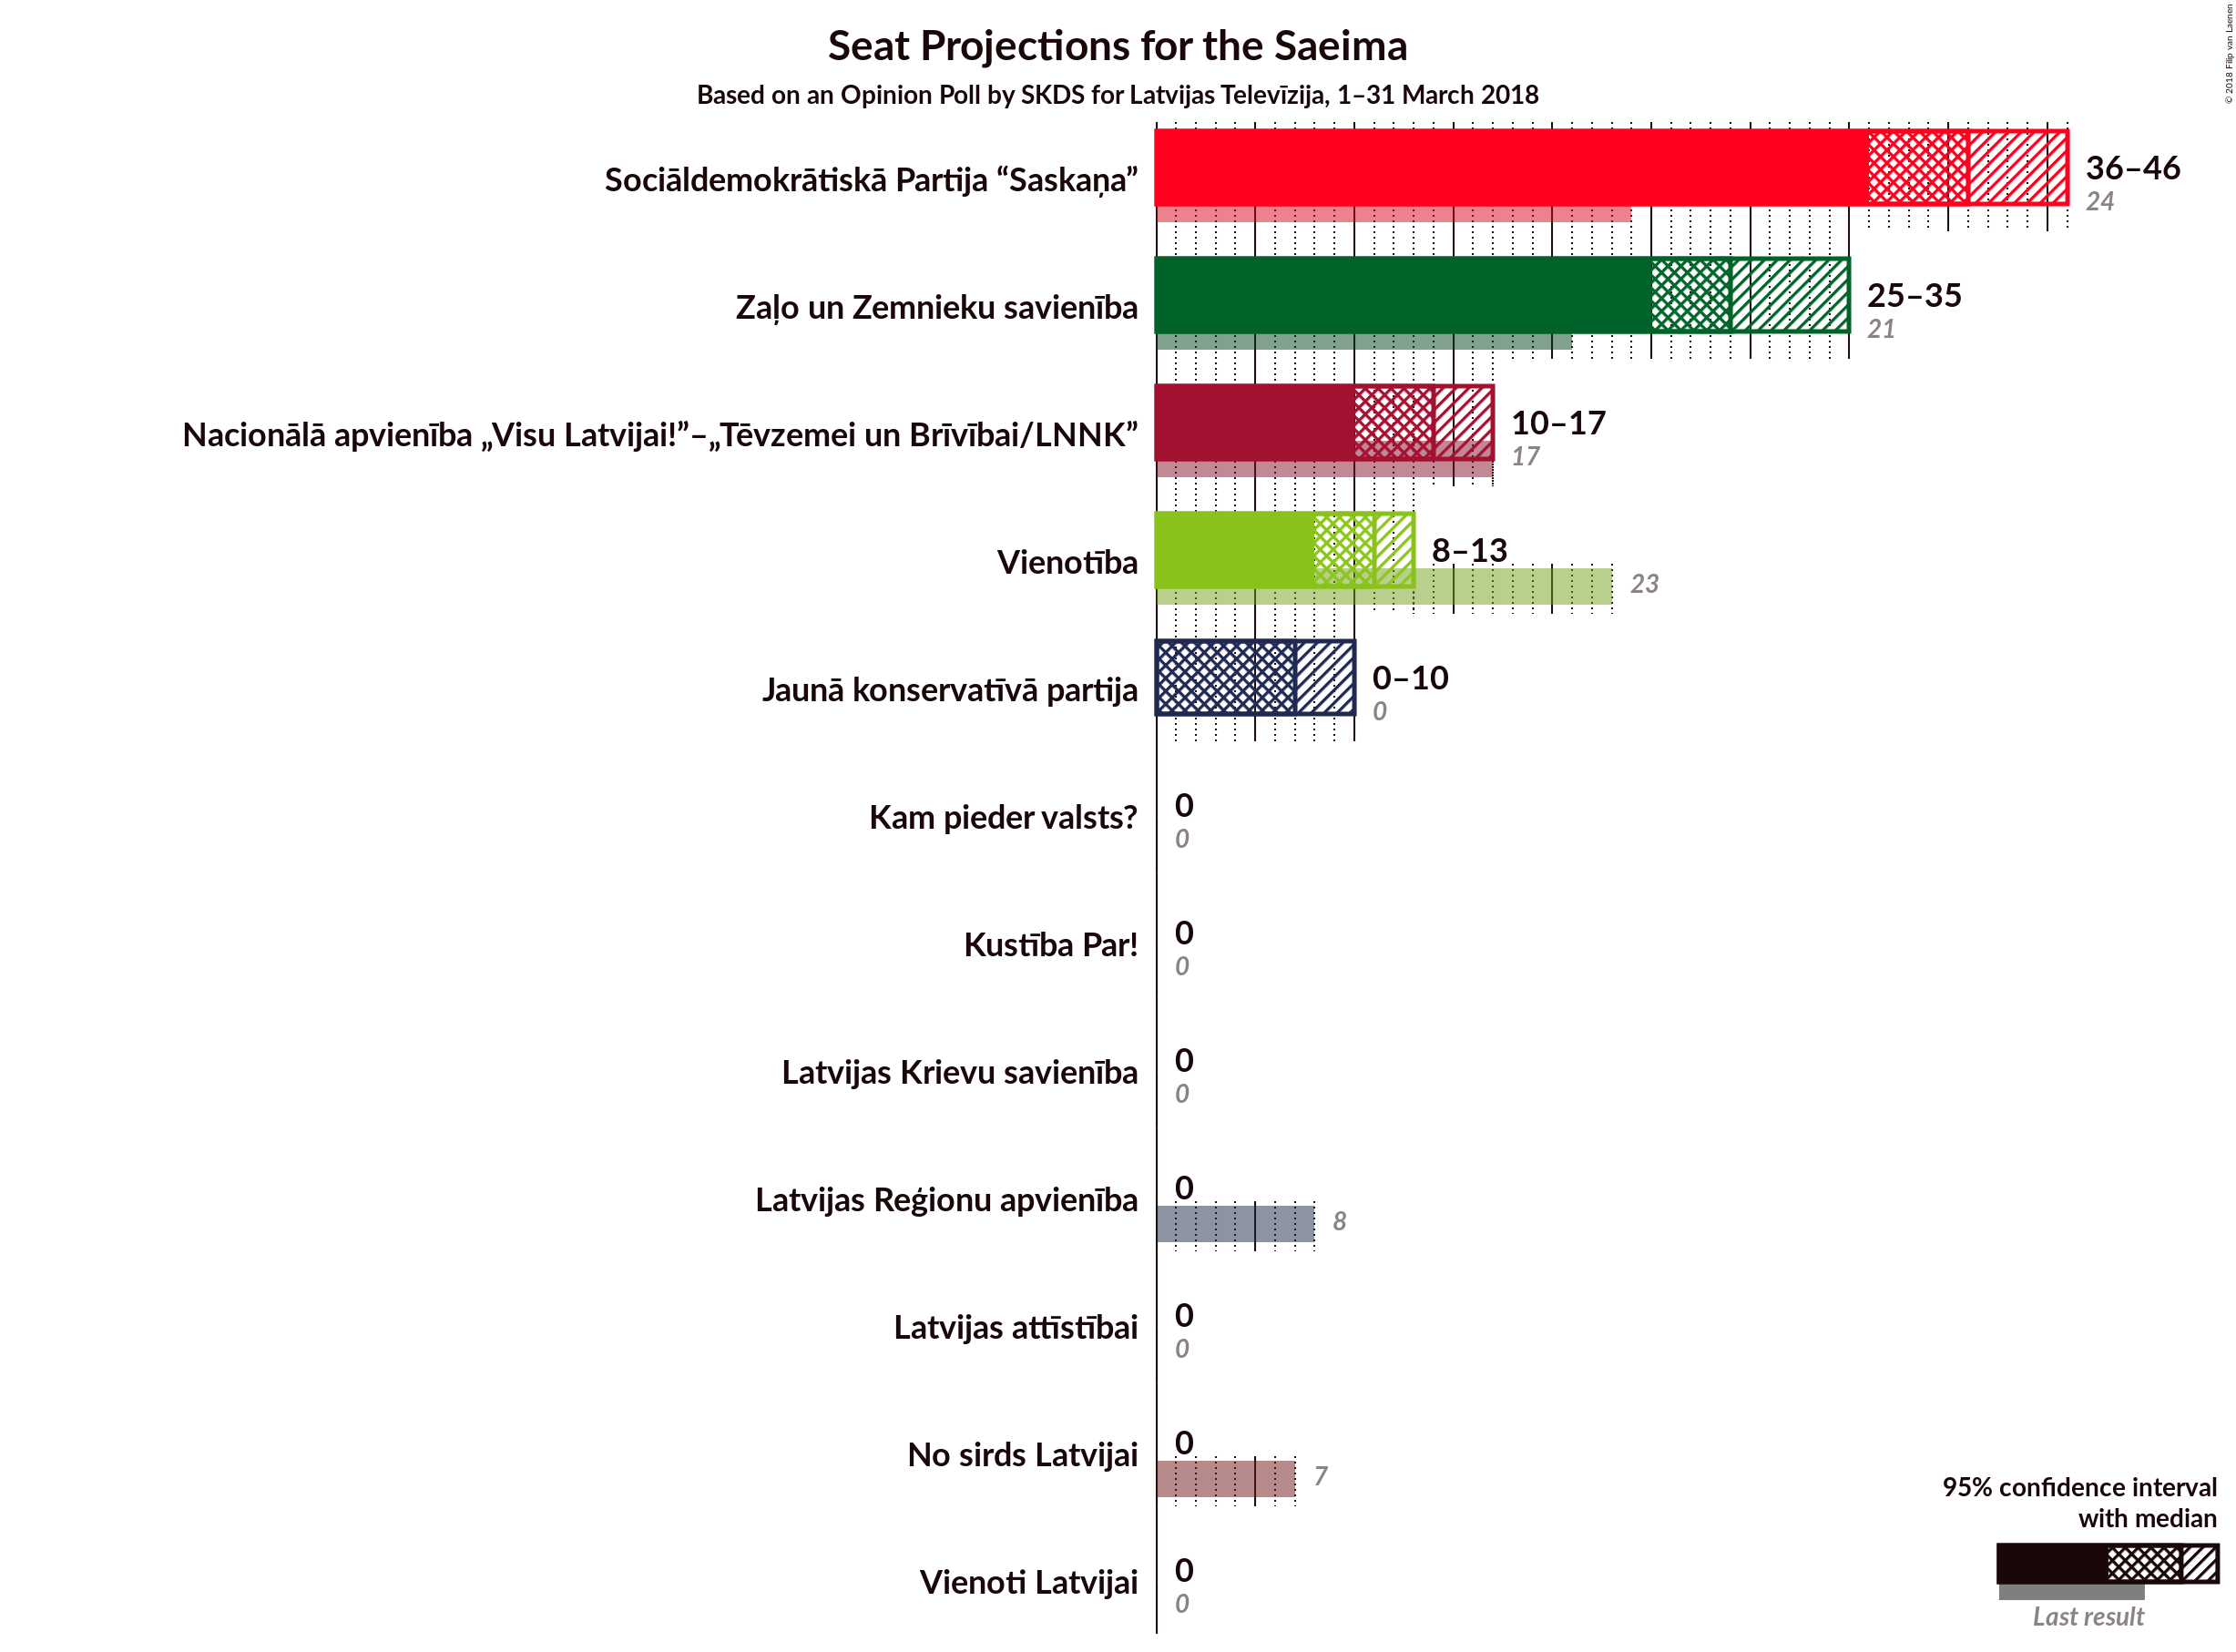 Seat Projections for the Saeima
Based on an Opinion Poll by SKDS for Latvijas Televīzija, 1–31 March 2018
© 2018 Filip van Laenen
Sociāldemokrātiskā Partija “Saskaņa”
36–46
24
Zaļo un Zemnieku savienība
25–35
21
Nacionālā apvienība „Visu Latvijai!”–„Tēvzemei un Brīvībai/LNNK”
10–17
17
Vienotība
8–13
23
Jaunā konservatīvā partija
0–10
0
Kam pieder valsts?
0
0
Kustība Par!
0
0
Latvijas Krievu savienība
0
0
Latvijas Reģionu apvienība
0
8
Latvijas attīstībai
0
0
No sirds Latvijai
0
7
Vienoti Latvijai
0
0
95% confidence interval
with median
Last result